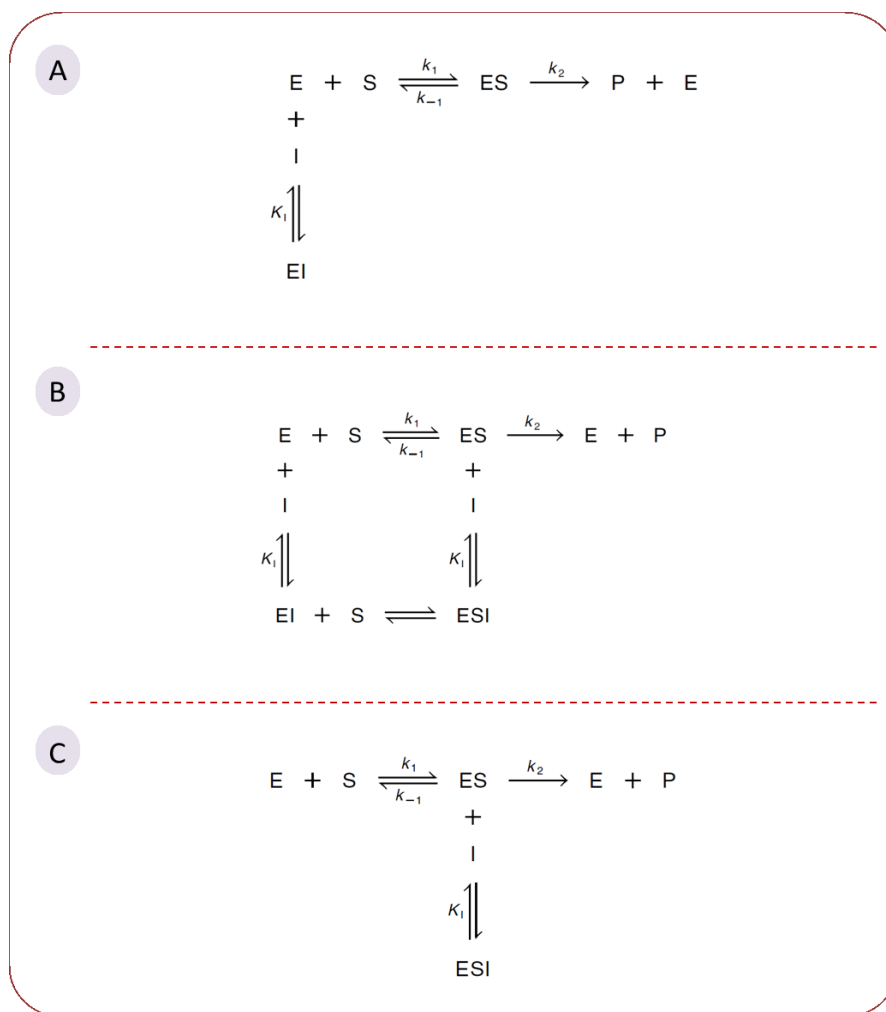 A
k₁ k₂
E + S ⇌ ES ⟶ P + E
k₋₁
+
I
Kᵢ
EI
B
k₁ k₂
E + S ⇌ ES ⟶ E + P
k₋₁
+ +
I I
Kᵢ Kᵢ
EI + S ⇌ ESI
C
k₁ k₂
E + S ⇌ ES ⟶ E + P
k₋₁
+
I
Kᵢ
ESI